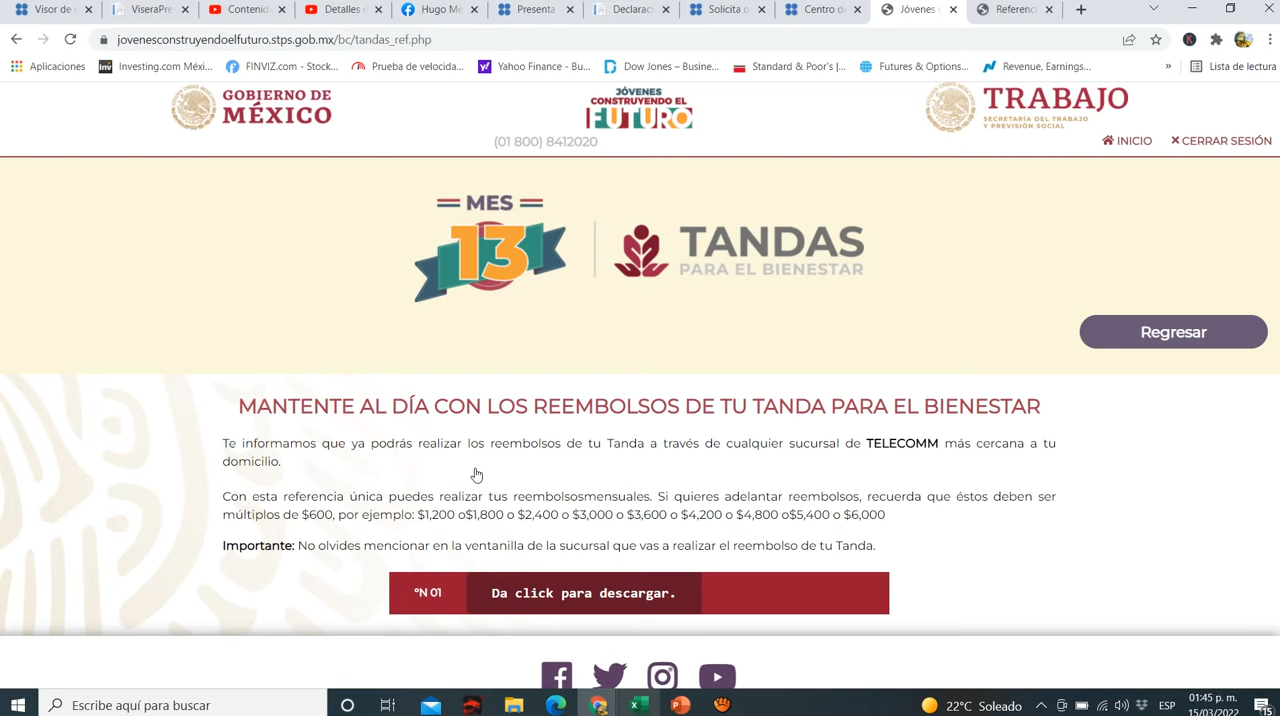 Visor de
ViseraPre
Contenid
Detalles d
Hugo Me
Presenta
Declarac
Solicita o
Centro de
Jóvenes c
Referenc
jovenesconstruyendoelfuturo.stps.gob.mx/bc/tandas_ref.php
Aplicaciones
Inv Investing.com Méxi...
FINVIZ.com - Stock...
Prueba de velocida...
Yahoo Finance - Bu...
Dow Jones – Busine...
Standard & Poor's |...
Futures & Options...
Revenue, Earnings,...
»
Lista de lectura
GOBIERNO DE
MÉXICO
JÓVENES
CONSTRUYENDO EL
FUTURO
TRABAJO
SECRETARÍA DEL TRABAJO
Y PREVISIÓN SOCIAL
(01 800) 8412020
INICIO
CERRAR SESIÓN
MES
13
TANDAS
PARA EL BIENESTAR
Regresar
MANTENTE AL DÍA CON LOS REEMBOLSOS DE TU TANDA PARA EL BIENESTAR
Te informamos que ya podrás realizar los reembolsos de tu Tanda a través de cualquier sucursal de TELECOMM más cercana a tu
domicilio.
Con esta referencia única puedes realizar tus reembolsosmensuales. Si quieres adelantar reembolsos, recuerda que éstos deben ser
múltiplos de $600, por ejemplo: $1,200 o$1,800 o $2,400 o $3,000 o $3,600 o $4,200 o $4,800 o$5,400 o $6,000
Importante: No olvides mencionar en la ventanilla de la sucursal que vas a realizar el reembolso de tu Tanda.
°N 01
Da click para descargar.
Escribe aquí para buscar
22°C Soleado
ESP
01:45 p. m.
15/03/2022
15